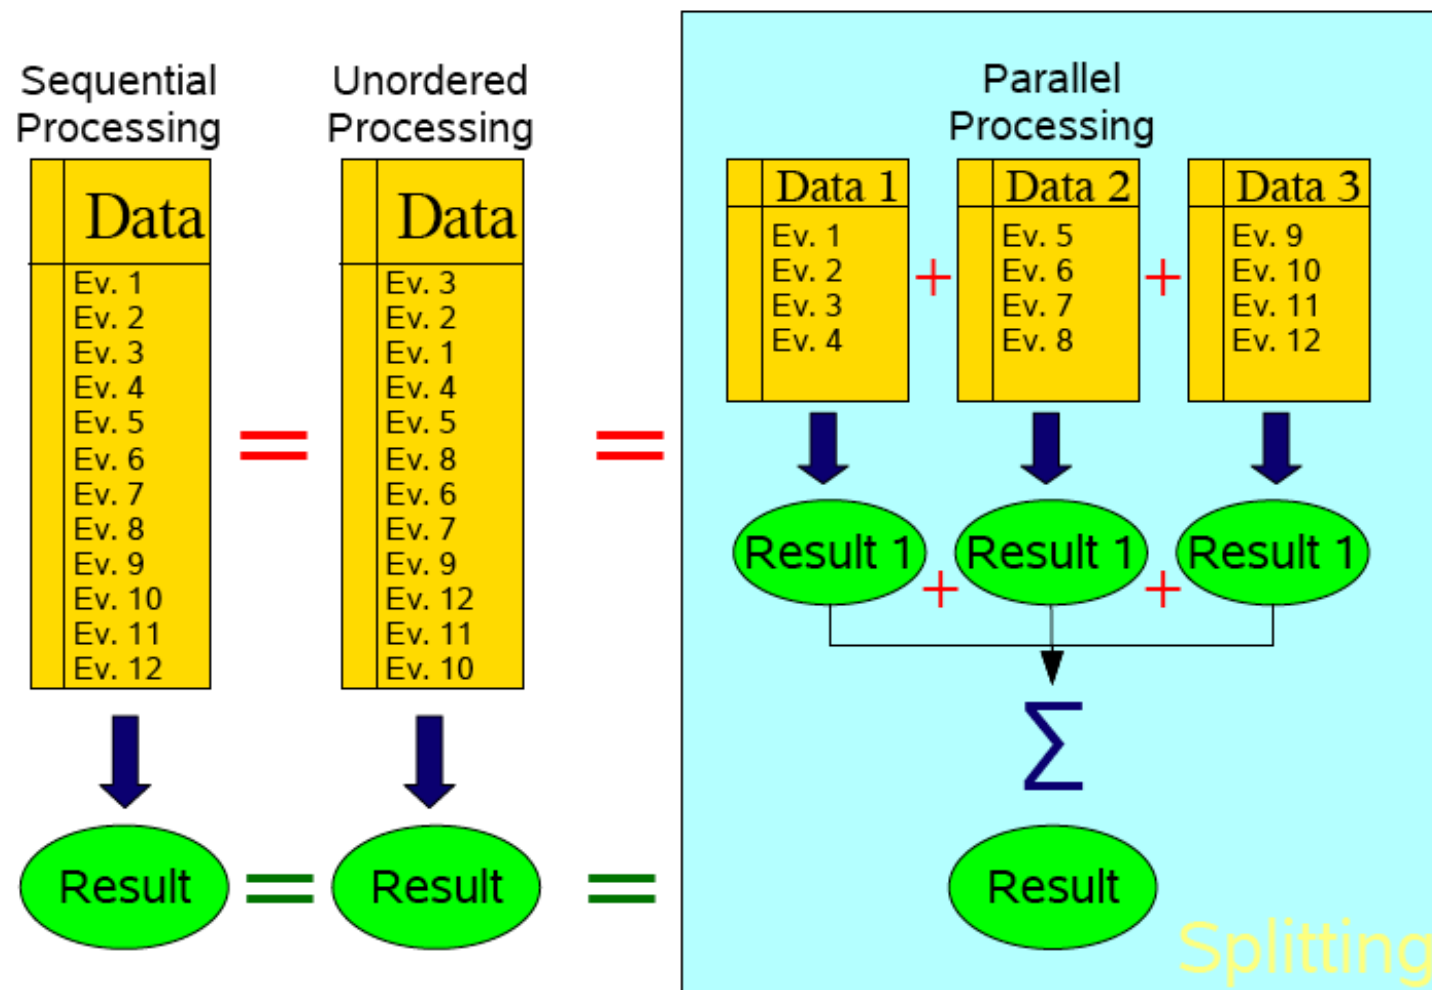 Sequential
Processing
Data
Ev. 1
Ev. 2
Ev. 3
Ev. 4
Ev. 5
Ev. 6
Ev. 7
Ev. 8
Ev. 9
Ev. 10
Ev. 11
Ev. 12
Result
=
=
Unordered
Processing
Data
Ev. 3
Ev. 2
Ev. 1
Ev. 4
Ev. 5
Ev. 8
Ev. 6
Ev. 7
Ev. 9
Ev. 12
Ev. 11
Ev. 10
Result
=
=
Parallel
Processing
Data 1
Ev. 1
Ev. 2
Ev. 3
Ev. 4
+
Data 2
Ev. 5
Ev. 6
Ev. 7
Ev. 8
+
Data 3
Ev. 9
Ev. 10
Ev. 11
Ev. 12
Result 1 + Result 1 + Result 1
Σ
Result
Splitting